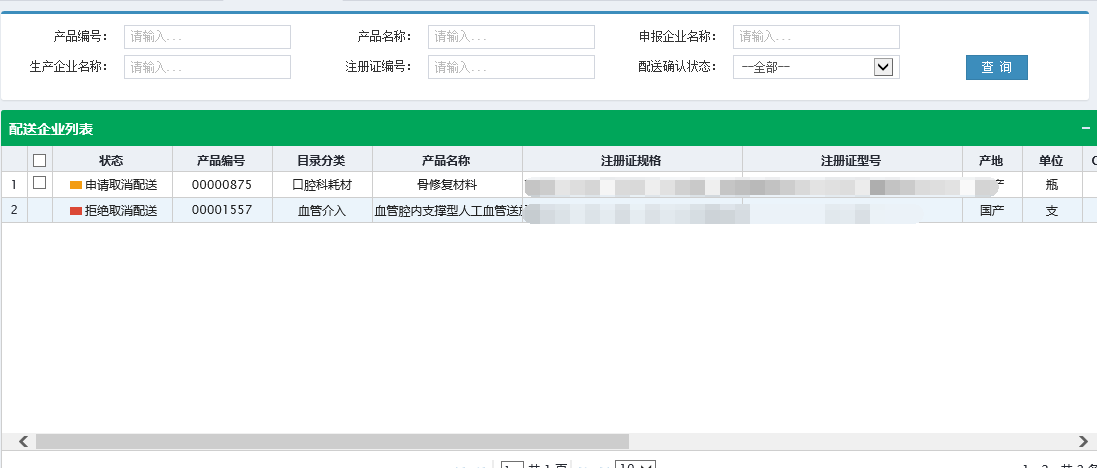 产品编号： 请输入... 产品名称： 请输入... 申报企业名称： 请输入...
生产企业名称： 请输入... 注册证编号： 请输入... 配送确认状态： --全部-- 查 询
配送企业列表
状态 产品编号 目录分类 产品名称 注册证规格 注册证型号 产地 单位
1 申请取消配送 00000875 口腔科耗材 骨修复材料 瓶
2 拒绝取消配送 00001557 血管介入 血管腔内支撑型人工血管送 国产 支